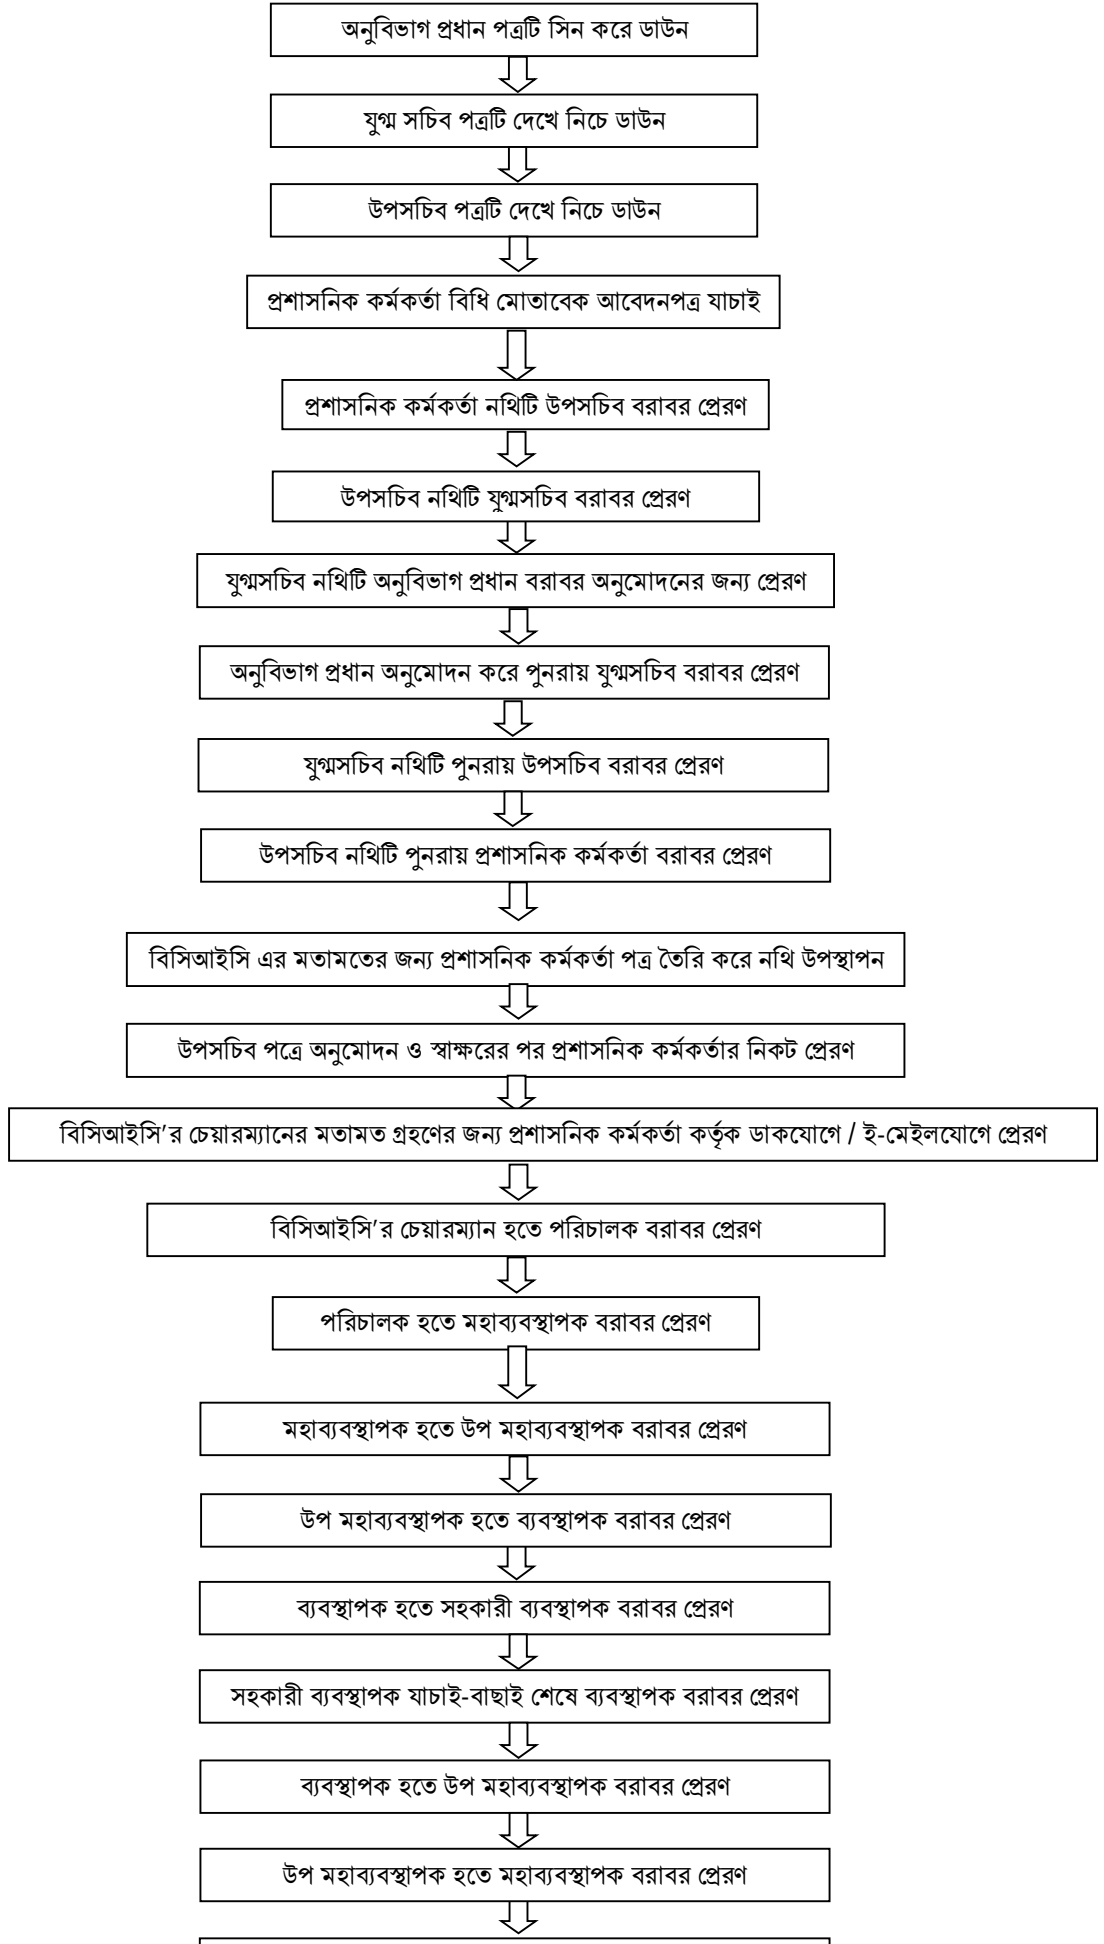 অনুবিভাগ প্রধান পত্রটি সিন করে ডাউন
যুগ্ম সচিব পত্রটি দেখে নিচে ডাউন
উপসচিব পত্রটি দেখে নিচে ডাউন
প্রশাসনিক কর্মকর্তা বিধি মোতাবেক আবেদনপত্র যাচাই
প্রশাসনিক কর্মকর্তা নথিটি উপসচিব বরাবর প্রেরণ
উপসচিব নথিটি যুগ্মসচিব বরাবর প্রেরণ
যুগ্মসচিব নথিটি অনুবিভাগ প্রধান বরাবর অনুমোদনের জন্য প্রেরণ
অনুবিভাগ প্রধান অনুমোদন করে পুনরায় যুগ্মসচিব বরাবর প্রেরণ
যুগ্মসচিব নথিটি পুনরায় উপসচিব বরাবর প্রেরণ
উপসচিব নথিটি পুনরায় প্রশাসনিক কর্মকর্তা বরাবর প্রেরণ
বিসিআইসি এর মতামতের জন্য প্রশাসনিক কর্মকর্তা পত্র তৈরি করে নথি উপস্থাপন
উপসচিব পত্রে অনুমোদন ও স্বাক্ষরের পর প্রশাসনিক কর্মকর্তার নিকট প্রেরণ
বিসিআইসি’র চেয়ারম্যানের মতামত গ্রহণের জন্য প্রশাসনিক কর্মকর্তা কর্তৃক ডাকযোগে / ই-মেইলযোগে প্রেরণ
বিসিআইসি’র চেয়ারম্যান হতে পরিচালক বরাবর প্রেরণ
পরিচালক হতে মহাব্যবস্থাপক বরাবর প্রেরণ
মহাব্যবস্থাপক হতে উপ মহাব্যবস্থাপক বরাবর প্রেরণ
উপ মহাব্যবস্থাপক হতে ব্যবস্থাপক বরাবর প্রেরণ
ব্যবস্থাপক হতে সহকারী ব্যবস্থাপক বরাবর প্রেরণ
সহকারী ব্যবস্থাপক যাচাই-বাছাই শেষে ব্যবস্থাপক বরাবর প্রেরণ
ব্যবস্থাপক হতে উপ মহাব্যবস্থাপক বরাবর প্রেরণ
উপ মহাব্যবস্থাপক হতে মহাব্যবস্থাপক বরাবর প্রেরণ